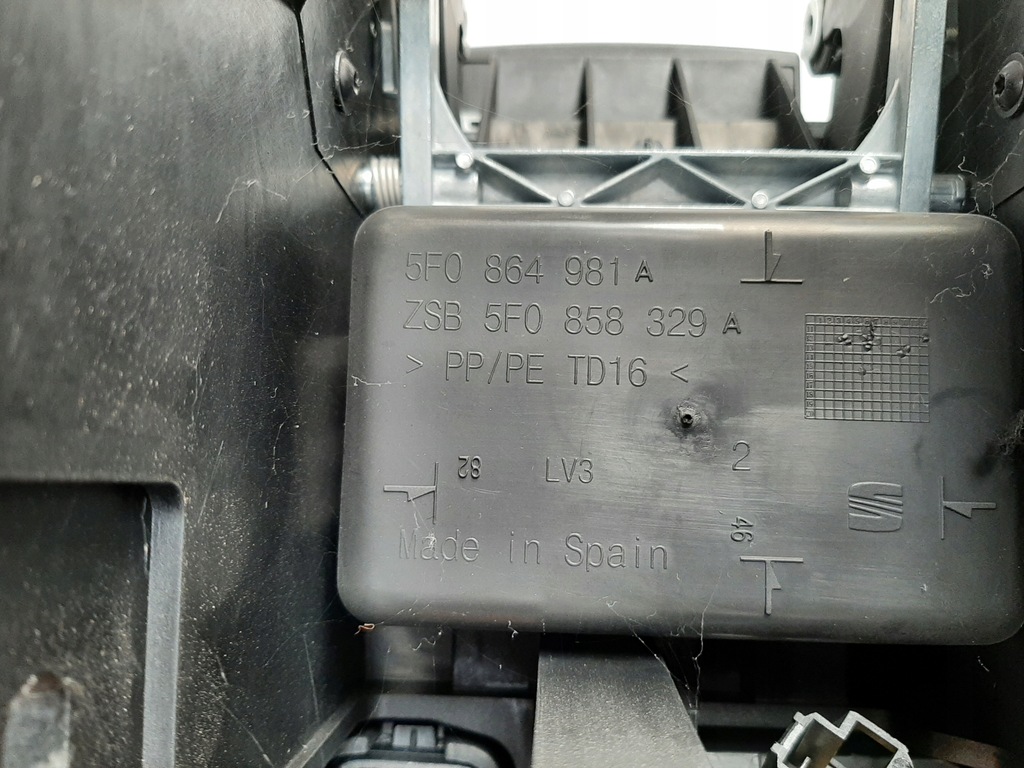 5F0 864 981 A
ZSB 5F0 858 329 A
> PP/PE TD16 <
2
82 LV3
46
Made in Spain